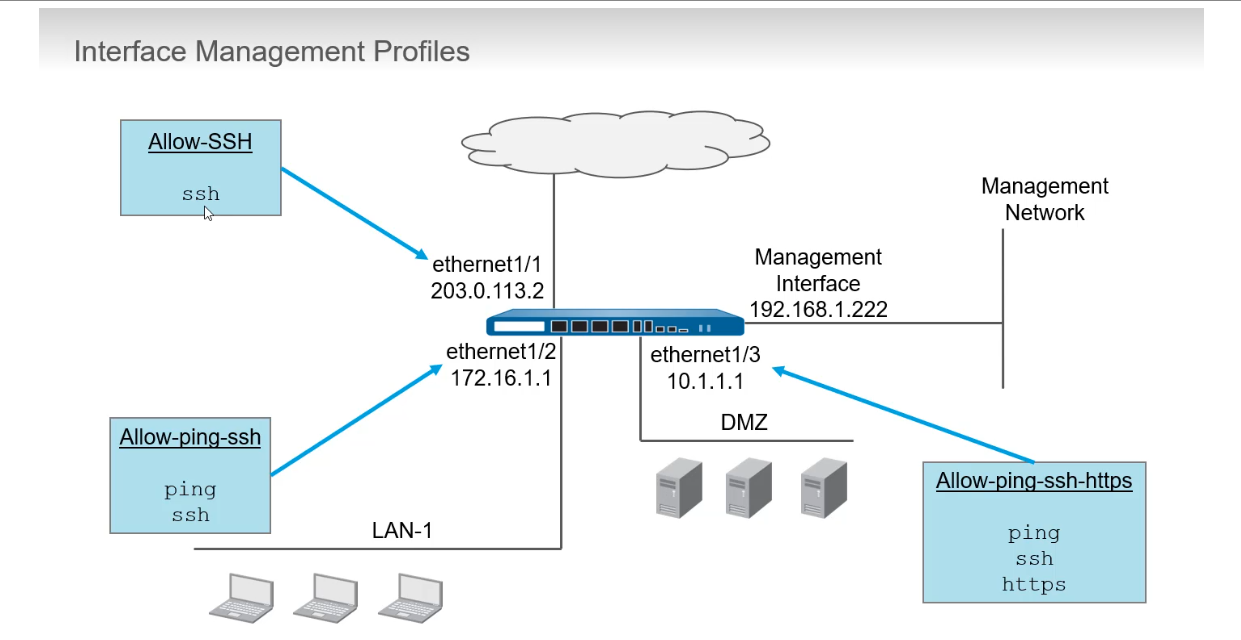 Interface Management Profiles
Allow-SSH
ssh
Management
Network
ethernet1/1
203.0.113.2
Management
Interface
192.168.1.222
ethernet1/2
172.16.1.1
ethernet1/3
10.1.1.1
DMZ
Allow-ping-ssh
ping
ssh
LAN-1
Allow-ping-ssh-https
ping
ssh
https